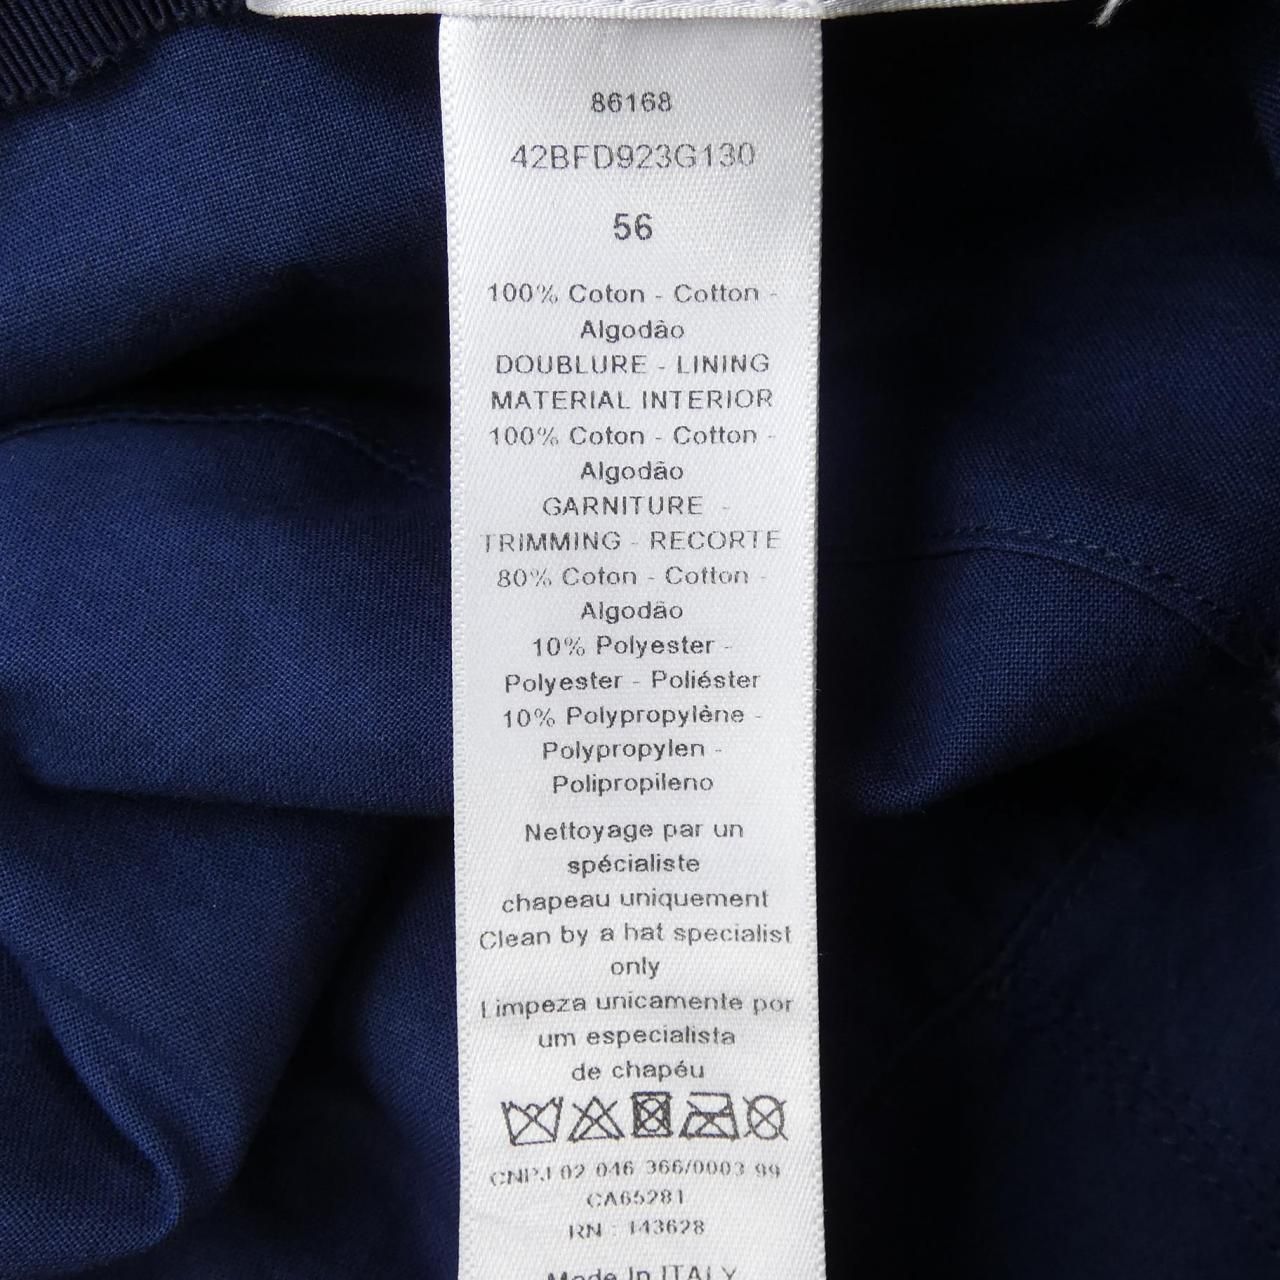 86168
42BFD923G130
56
100% Coton - Cotton -
Algodão
DOUBLURE - LINING
MATERIAL INTERIOR
100% Coton - Cotton -
Algodão
GARNITURE -
TRIMMING - RECORTE
80% Coton - Cotton -
Algodão
10% Polyester -
Polyester - Poliéster
10% Polypropylène -
Polypropylen -
Polipropileno
Nettoyage par un
spécialiste
chapeau uniquement
Clean by a hat specialist
only
Limpeza unicamente por
um especialista
de chapéu
CNPJ 02 046 366/0003 99
CA65281
RN : 143628
Made In ITALY